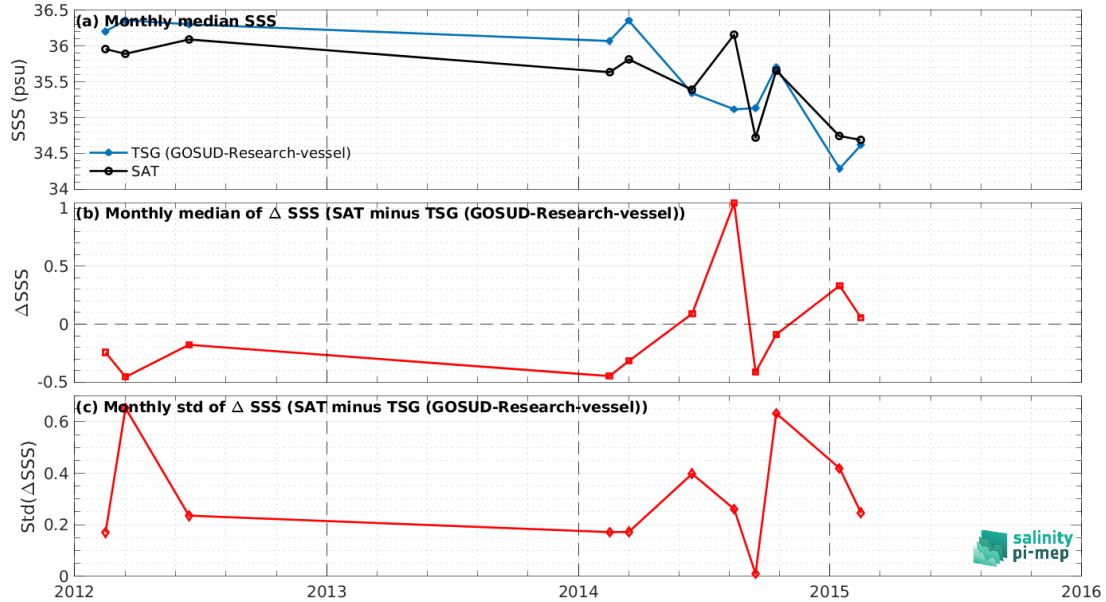 (a) Monthly median SSS
36.5
36
35.5
35
34.5
34
SSS (psu)
TSG (GOSUD-Research-vessel)
SAT
(b) Monthly median of Δ SSS (SAT minus TSG (GOSUD-Research-vessel))
1
0.5
0
-0.5
ΔSSS
(c) Monthly std of Δ SSS (SAT minus TSG (GOSUD-Research-vessel))
0.6
0.4
0.2
0
Std(ΔSSS)
salinity
pi-mep
2012
2013
2014
2015
2016